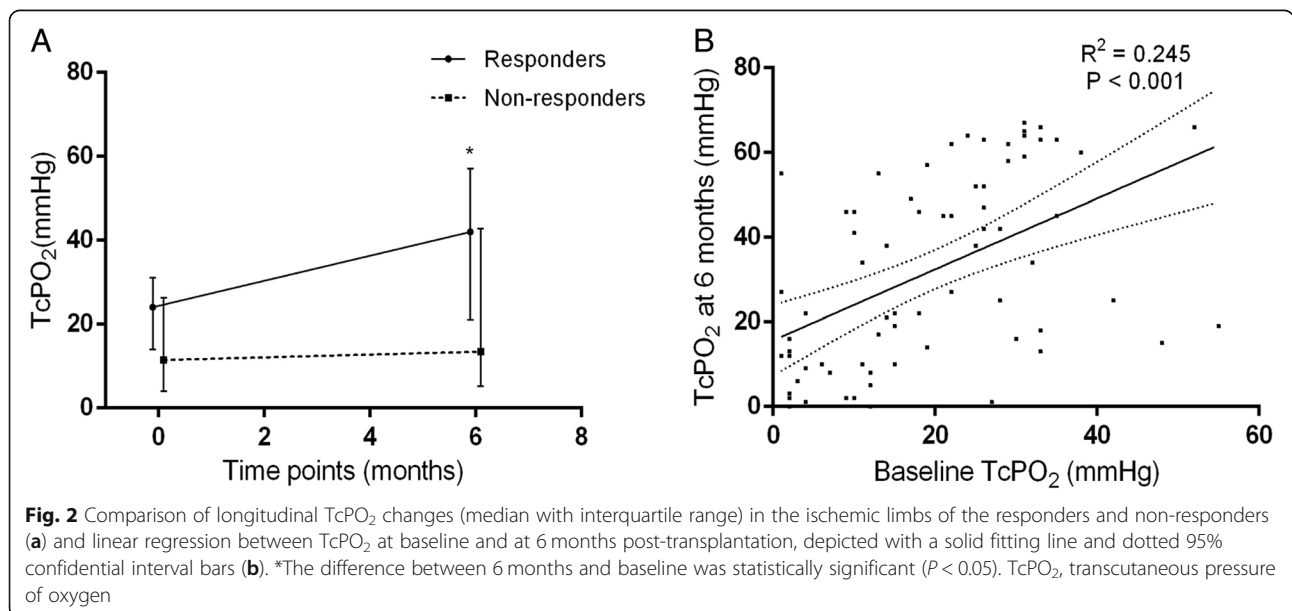 A
Responders
Non-responders
80
60
40
20
0
TcPO2(mmHg)
*
0 2 4 6 8
Time points (months)
B
R2 = 0.245
P < 0.001
80
60
40
20
0
TcPO2 at 6 months (mmHg)
0 20 40 60
Baseline TcPO2 (mmHg)
Fig. 2 Comparison of longitudinal TcPO2 changes (median with interquartile range) in the ischemic limbs of the responders and non-responders
(a) and linear regression between TcPO2 at baseline and at 6 months post-transplantation, depicted with a solid fitting line and dotted 95%
confidential interval bars (b). *The difference between 6 months and baseline was statistically significant (P < 0.05). TcPO2, transcutaneous pressure
of oxygen